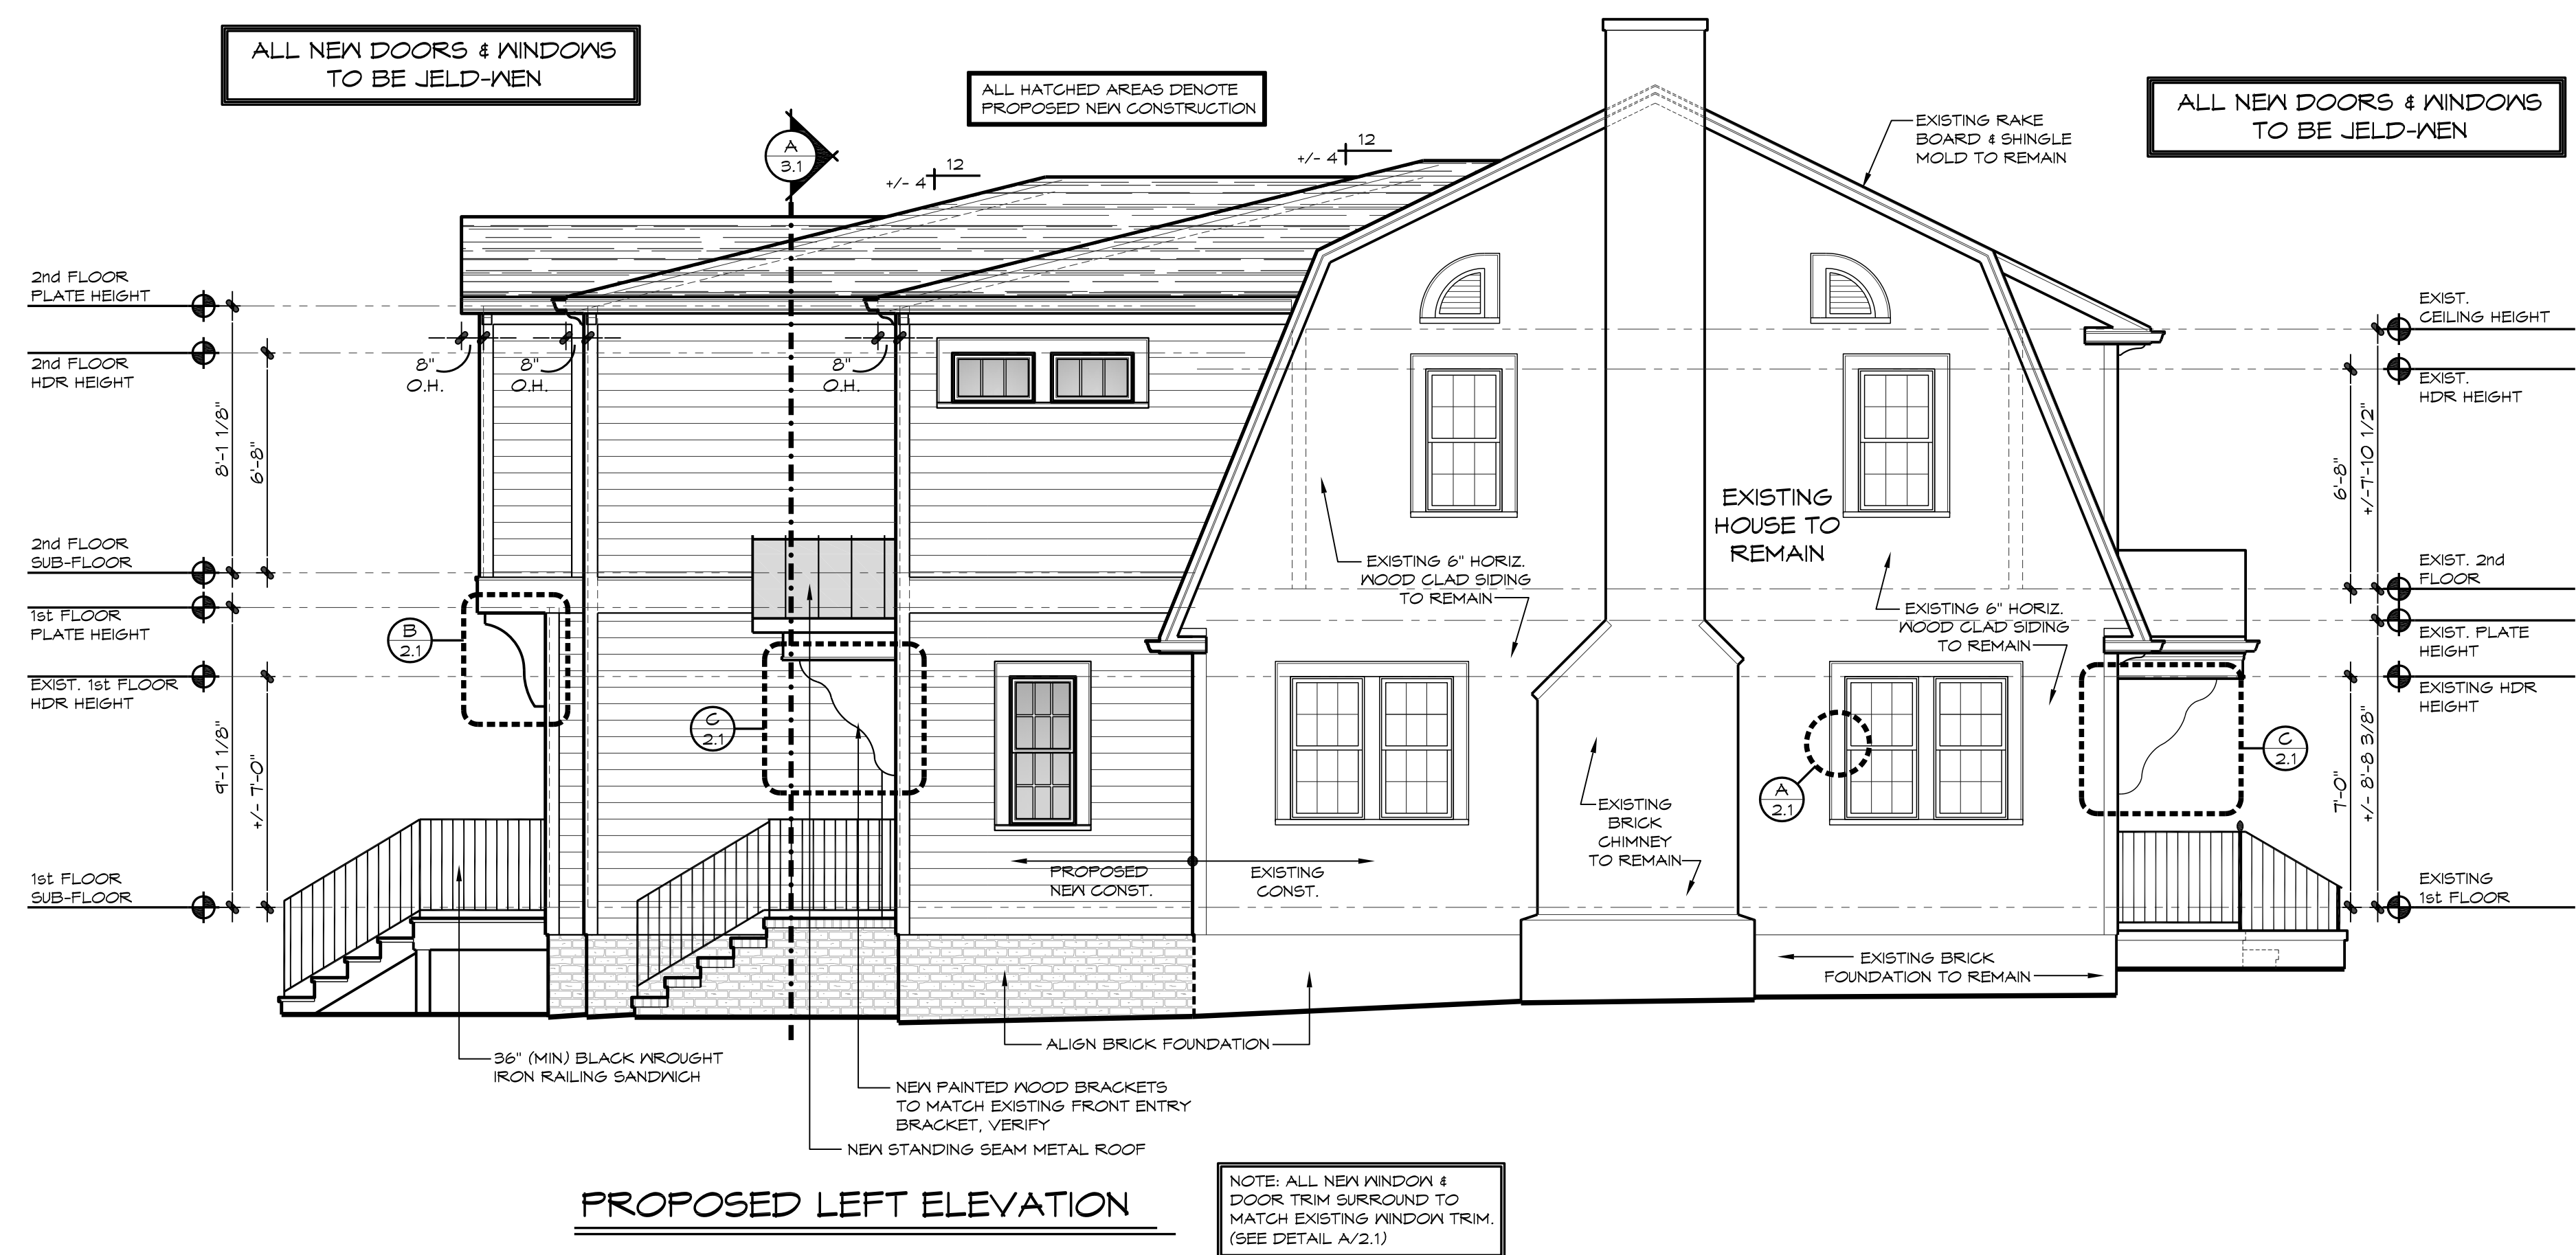 ALL NEW DOORS & WINDOWS
TO BE JELD-WEN
ALL HATCHED AREAS DENOTE
PROPOSED NEW CONSTRUCTION
ALL NEW DOORS & WINDOWS
TO BE JELD-WEN
A
3.1
12
+/- 4
12
+/- 4
EXISTING RAKE
BOARD & SHINGLE
MOLD TO REMAIN
2nd FLOOR
PLATE HEIGHT
2nd FLOOR
HDR HEIGHT
8'-1 1/8"
6'-8"
2nd FLOOR
SUB-FLOOR
1st FLOOR
PLATE HEIGHT
EXIST. 1st FLOOR
HDR HEIGHT
9'-1 1/8"
+/- 7'-0"
1st FLOOR
SUB-FLOOR
8"
O.H.
8"
O.H.
8"
O.H.
B
2.1
C
2.1
EXISTING 6" HORIZ.
WOOD CLAD SIDING
TO REMAIN
EXISTING
HOUSE TO
REMAIN
EXISTING 6" HORIZ.
WOOD CLAD SIDING
TO REMAIN
A
2.1
C
2.1
EXISTING
BRICK
CHIMNEY
TO REMAIN
PROPOSED
NEW CONST.
EXISTING
CONST.
EXISTING BRICK
FOUNDATION TO REMAIN
EXIST.
CEILING HEIGHT
EXIST.
HDR HEIGHT
6'-8"
+/-7'-10 1/2"
EXIST. 2nd
FLOOR
EXIST. PLATE
HEIGHT
EXISTING HDR
HEIGHT
7'-0"
+/- 8'-8 3/8"
EXISTING
1st FLOOR
ALIGN BRICK FOUNDATION
36" (MIN) BLACK WROUGHT
IRON RAILING SANDWICH
NEW PAINTED WOOD BRACKETS
TO MATCH EXISTING FRONT ENTRY
BRACKET, VERIFY
NEW STANDING SEAM METAL ROOF
PROPOSED LEFT ELEVATION
NOTE: ALL NEW WINDOW &
DOOR TRIM SURROUND TO
MATCH EXISTING WINDOW TRIM.
(SEE DETAIL A/2.1)